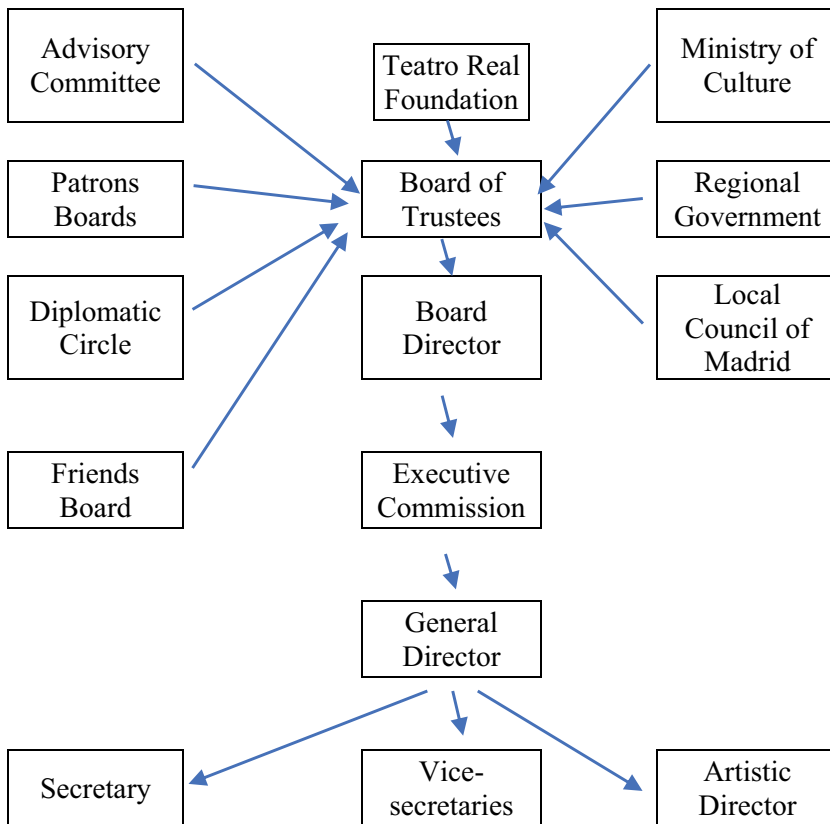 Advisory
Committee
Teatro Real
Foundation
Ministry of
Culture
Patrons
Boards
Board of
Trustees
Regional
Government
Diplomatic
Circle
Board
Director
Local
Council of
Madrid
Friends
Board
Executive
Commission
General
Director
Secretary
Vice-
secretaries
Artistic
Director